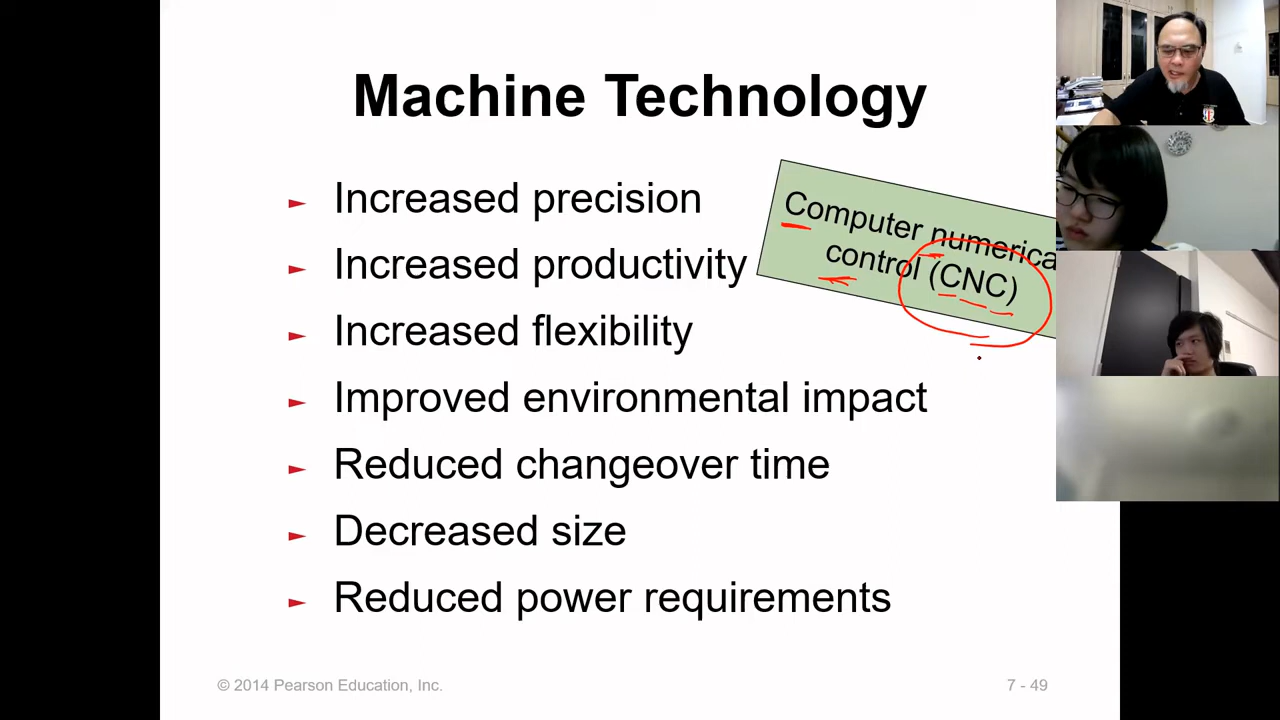 Machine Technology
Increased precision
Increased productivity
Increased flexibility
Improved environmental impact
Reduced changeover time
Decreased size
Reduced power requirements
Computer numerica
control (CNC)
© 2014 Pearson Education, Inc.
7 - 49